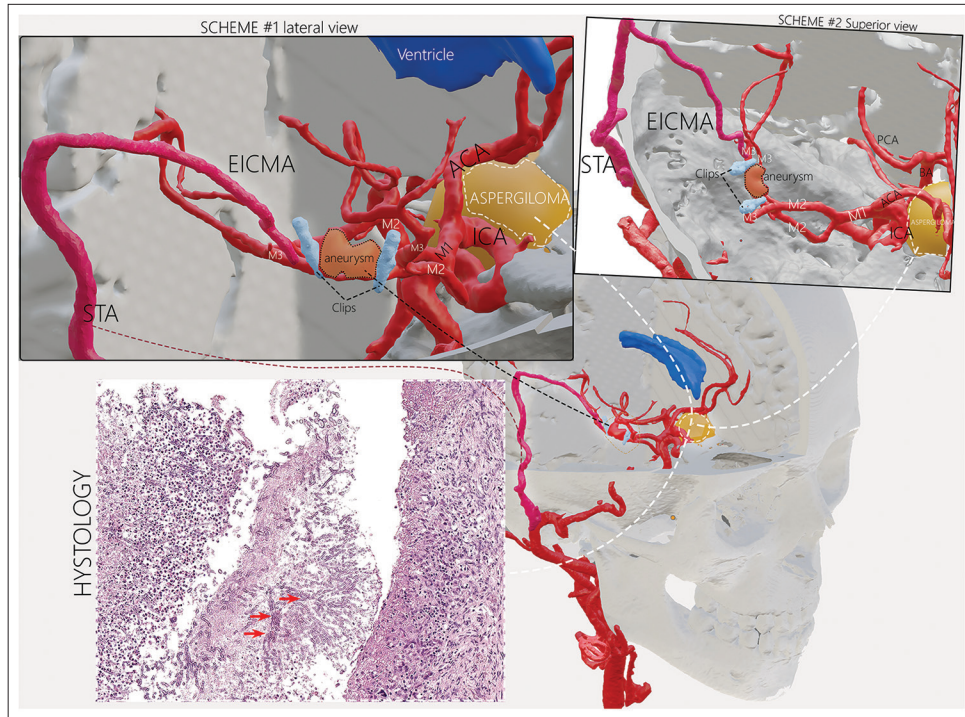 SCHEME #1 lateral view
Ventricle
EICMA
ACA
ASPERGILOMA
M2
M3
M1
ICA
M2
aneurysm
M3
Clips
STA
SCHEME #2 Superior view
EICMA
STA
M3
M3
Clips
aneurysm
M3
M2
M2
M1
PCA
BA
ACA
ICA
ASPERGILOMA
HYSTOLOGY